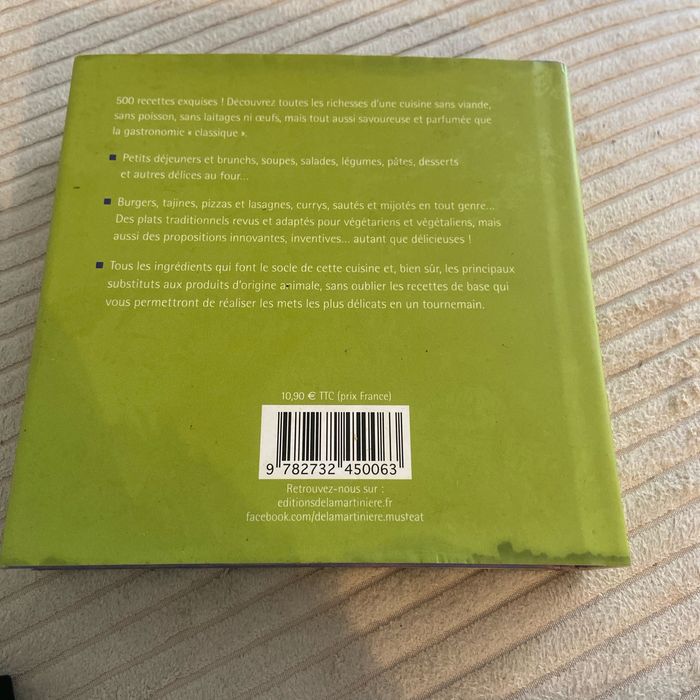 500 recettes exquises ! Découvrez toutes les richesses d'une cuisine sans viande,
sans poisson, sans laitages ni œufs, mais tout aussi savoureuse et parfumée que
la gastronomie « classique ».
Petits déjeuners et brunchs, soupes, salades, légumes, pâtes, desserts
et autres délices au four...
Burgers, tajines, pizzas et lasagnes, currys, sautés et mijotés en tout genre...
Des plats traditionnels revus et adaptés pour végétariens et végétaliens, mais
aussi des propositions innovantes, inventives... autant que délicieuses !
Tous les ingrédients qui font le socle de cette cuisine et, bien sûr, les principaux
substituts aux produits d'origine animale, sans oublier les recettes de base qui
vous permettront de réaliser les mets les plus délicats en un tournemain.
10,90 € TTC (prix France)
9 782732 450063
Retrouvez-nous sur :
editionsdelamartiniere.fr
facebook.com/delamartiniere.musteat